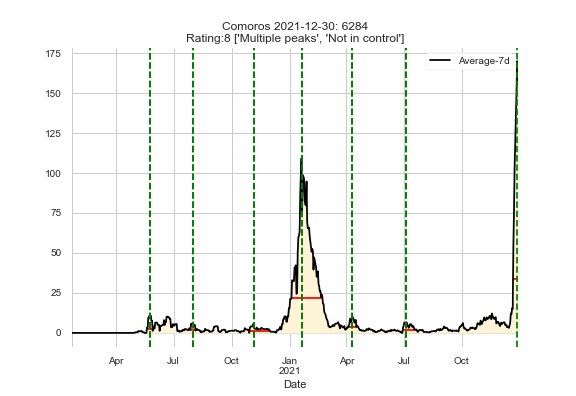 Comoros 2021-12-30: 6284
Rating:8 ['Multiple peaks', 'Not in control']
Average-7d
175
150
125
100
75
50
25
0
Apr Jul Oct Jan Apr Jul Oct
2021
Date